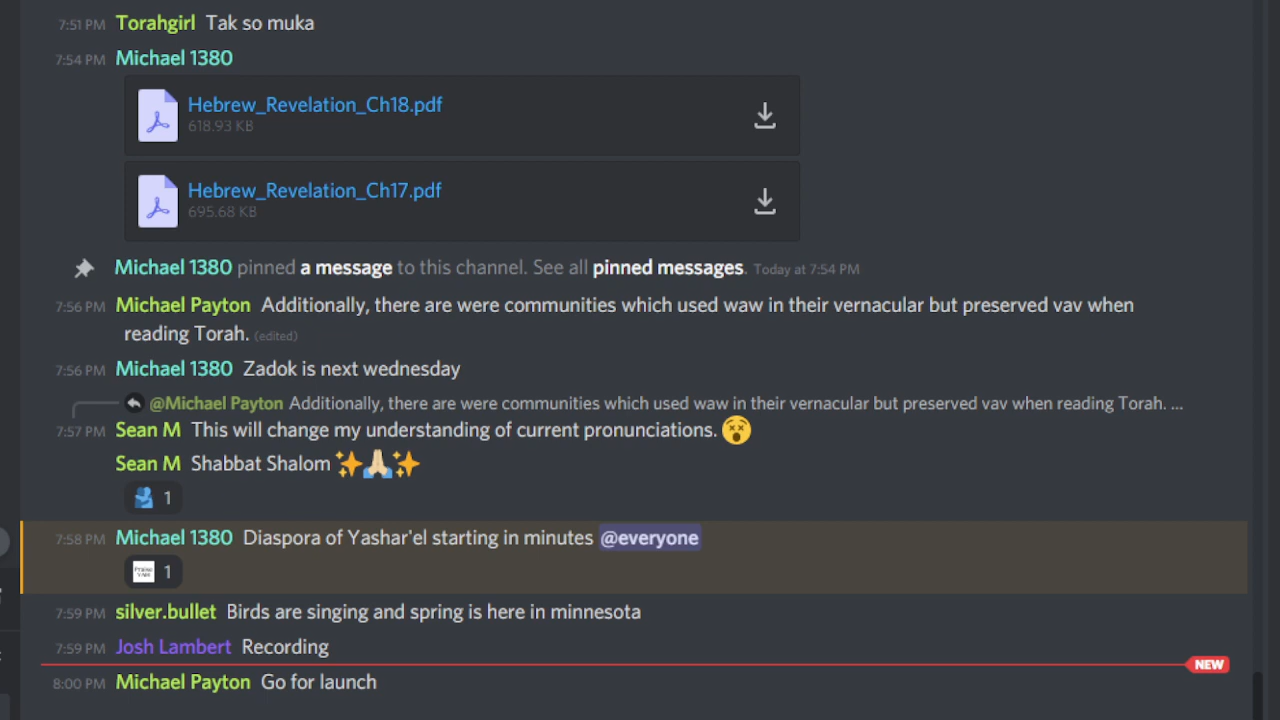 7:51 PM Torahgirl Tak so muka
7:54 PM Michael 1380
Hebrew_Revelation_Ch18.pdf
618.93 KB
Hebrew_Revelation_Ch17.pdf
695.68 KB
Michael 1380 pinned a message to this channel. See all pinned messages. Today at 7:54 PM
7:56 PM Michael Payton Additionally, there are were communities which used waw in their vernacular but preserved vav when
reading Torah. (edited)
7:56 PM Michael 1380 Zadok is next wednesday
@Michael Payton Additionally, there are were communities which used waw in their vernacular but preserved vav when reading Torah. ...
7:57 PM Sean M This will change my understanding of current pronunciations. 😵
Sean M Shabbat Shalom ✨🙏🏼✨
1
7:58 PM Michael 1380 Diaspora of Yashar'el starting in minutes @everyone
1
7:59 PM silver.bullet Birds are singing and spring is here in minnesota
7:59 PM Josh Lambert Recording
NEW
8:00 PM Michael Payton Go for launch